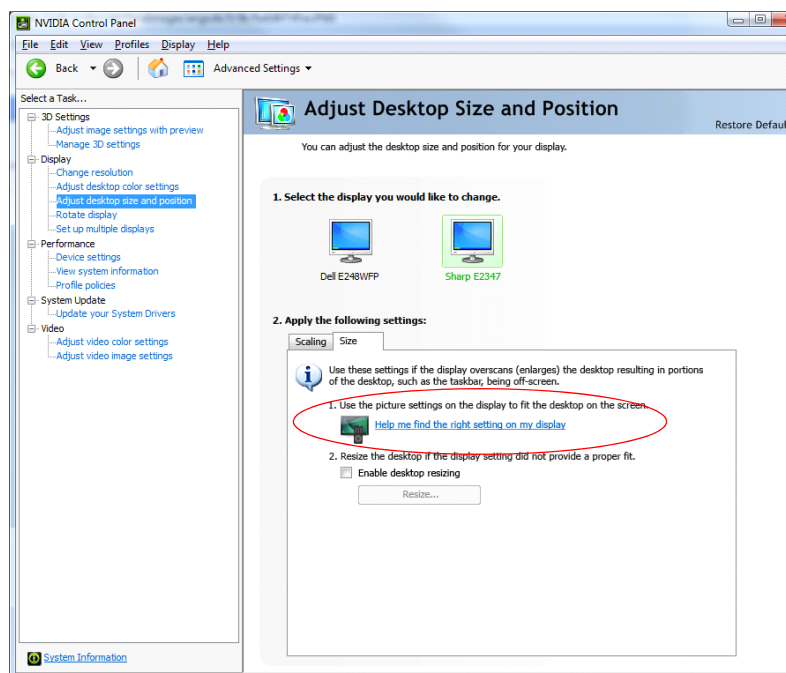 NVIDIA Control Panel
File Edit View Profiles Display Help
Back Advanced Settings
Select a Task...
3D Settings
Adjust image settings with preview
Manage 3D settings
Display
Change resolution
Adjust desktop color settings
Adjust desktop size and position
Rotate display
Set up multiple displays
Performance
Device settings
View system information
Profile policies
System Update
Update your System Drivers
Video
Adjust video color settings
Adjust video image settings
System Information
Adjust Desktop Size and Position
Restore Defaul
You can adjust the desktop size and position for your display.
1. Select the display you would like to change.
Dell E248WFP Sharp E2347
2. Apply the following settings:
Scaling Size
Use these settings if the display overscans (enlarges) the desktop resulting in portions
of the desktop, such as the taskbar, being off-screen.
1. Use the picture settings on the display to fit the desktop on the screen.
Help me find the right setting on my display
2. Resize the desktop if the display setting did not provide a proper fit.
Enable desktop resizing
Resize...